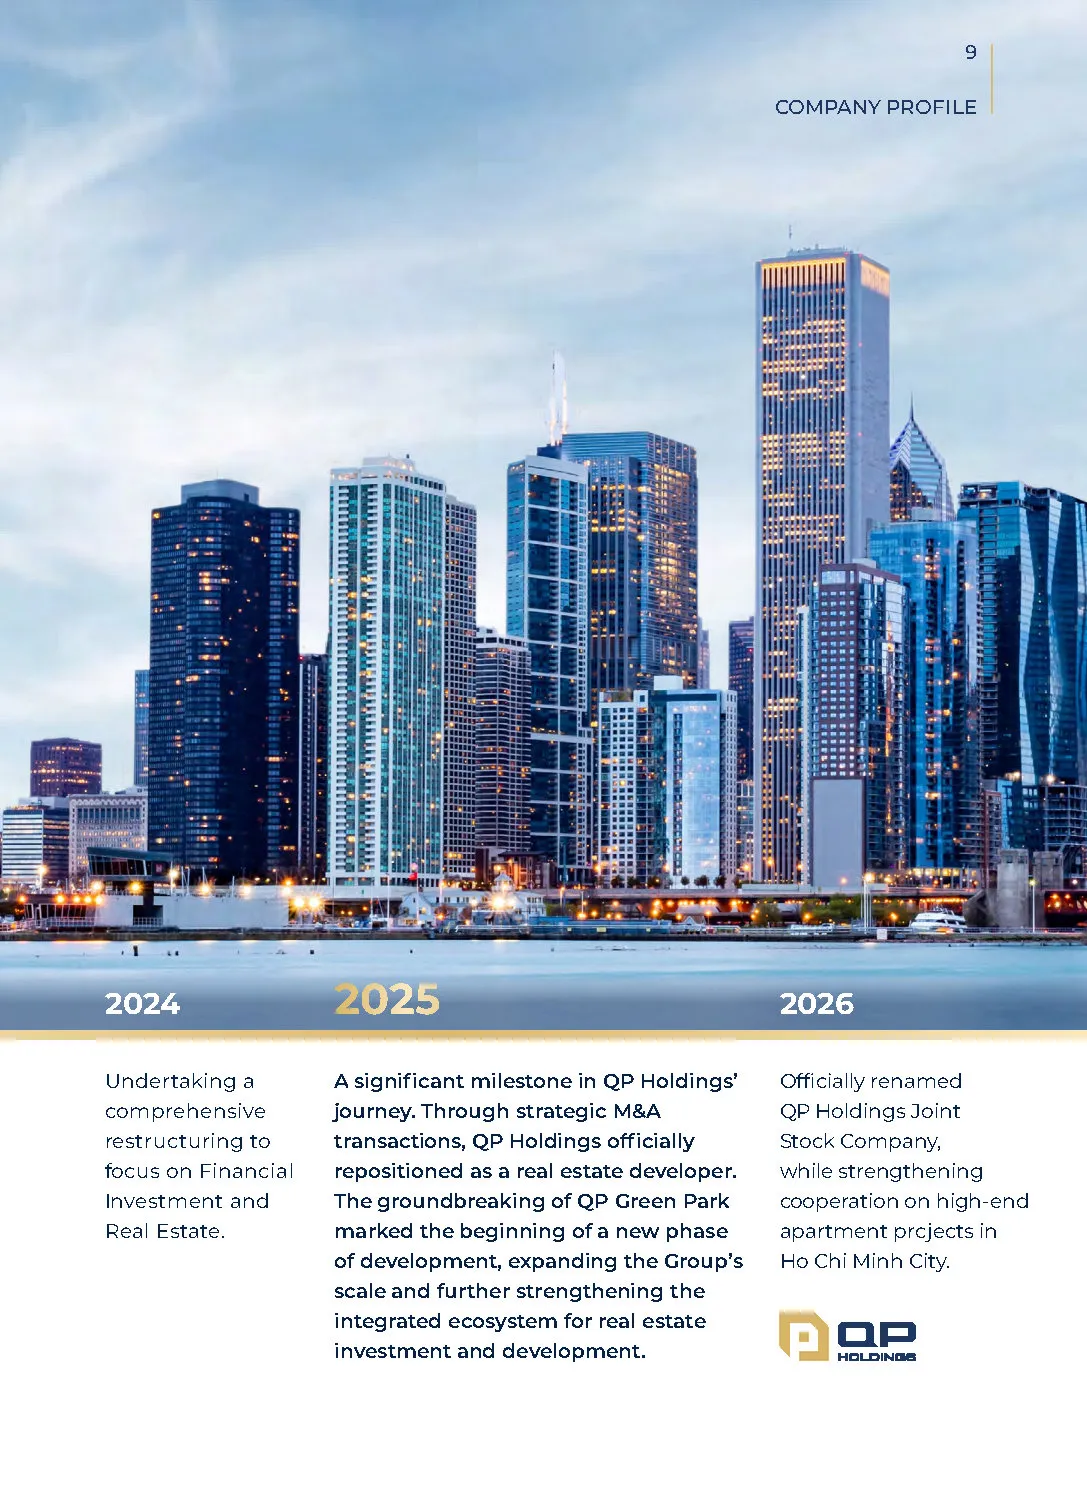 9
COMPANY PROFILE
2024
2025
2026
Undertaking a
comprehensive
restructuring to
focus on Financial
Investment and
Real Estate.
A significant milestone in QP Holdings’
journey. Through strategic M&A
transactions, QP Holdings officially
repositioned as a real estate developer.
The groundbreaking of QP Green Park
marked the beginning of a new phase
of development, expanding the Group’s
scale and further strengthening the
integrated ecosystem for real estate
investment and development.
Officially renamed
QP Holdings Joint
Stock Company,
while strengthening
cooperation on high-end
apartment projects in
Ho Chi Minh City.
QP
HOLDINGS